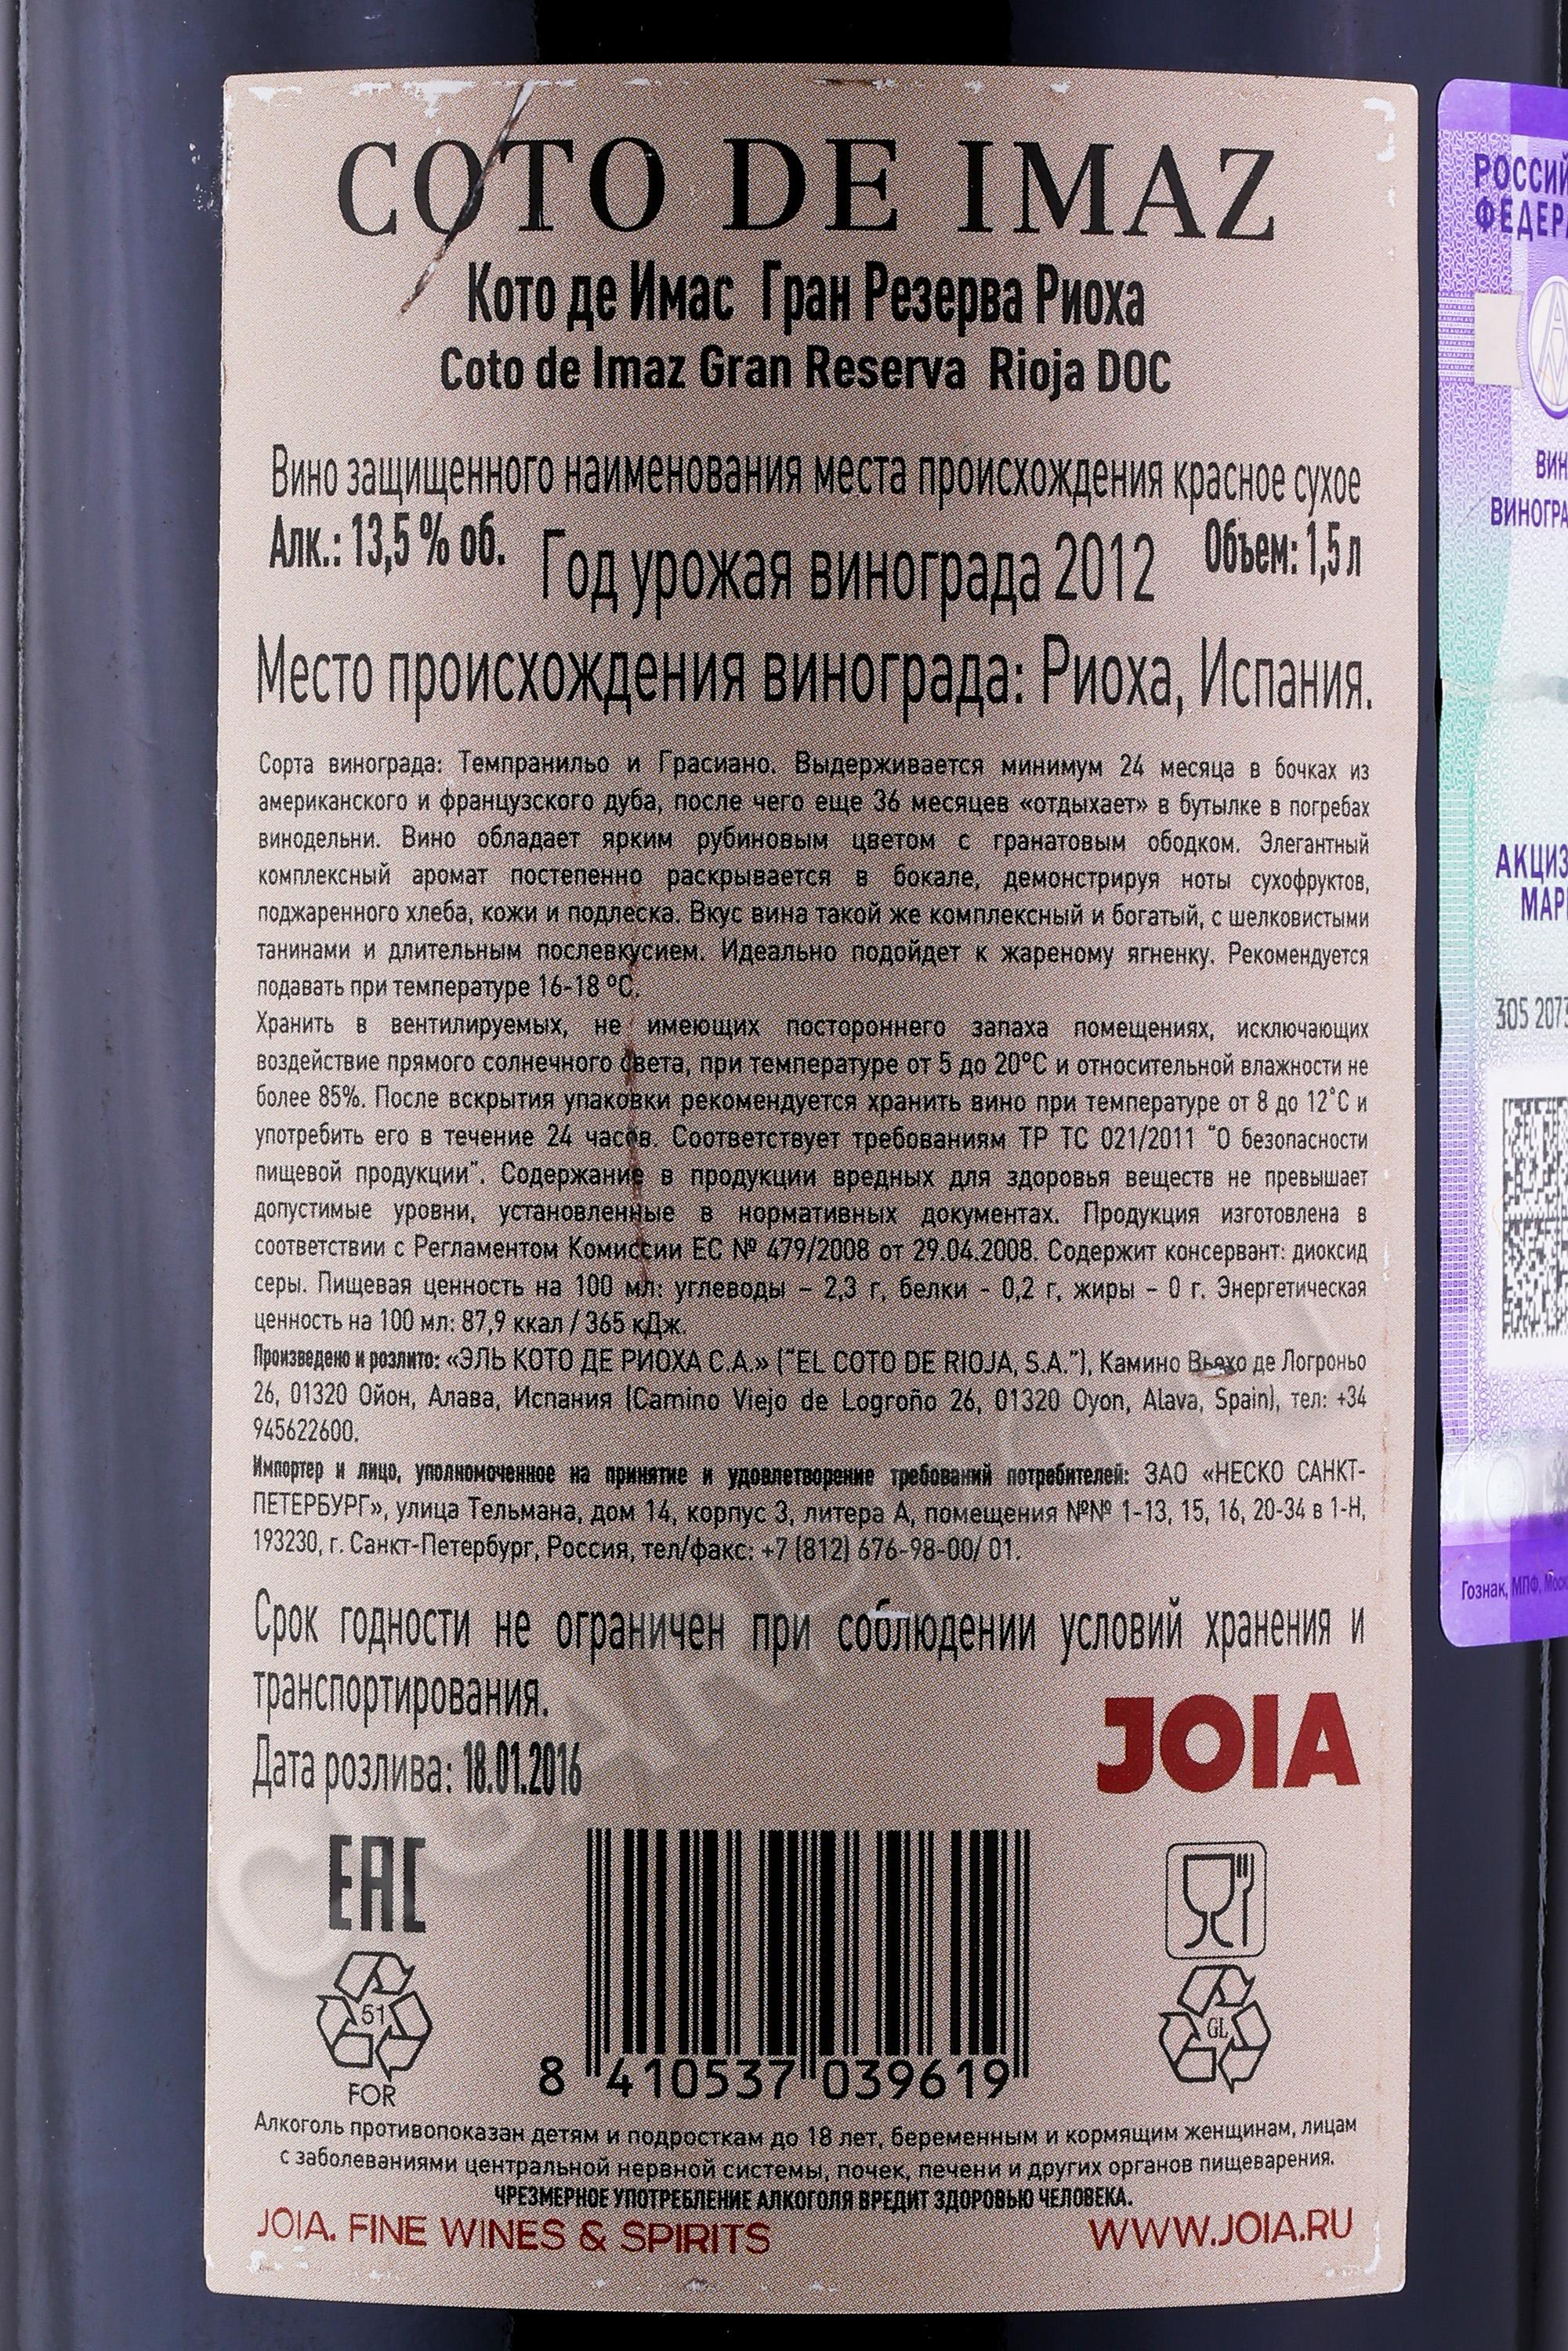 COTO DE IMAZ
Кото де Имас Гран Резерва Риоха
Coto de Imaz Gran Reserva Rioja DOC
Вино защищенного наименования места происхождения красное сухое
Алк.: 13,5 % об. Год урожая винограда 2012 Объем: 1,5 л
Место происхождения винограда: Риоха, Испания.
Сорта винограда: Темпранильо и Грасиано. Выдерживается минимум 24 месяца в бочках из
американского и французского дуба, после чего еще 36 месяцев «отдыхает» в бутылке в погребах
винодельни. Вино обладает ярким рубиновым цветом с гранатовым ободком. Элегантный
комплексный аромат постепенно раскрывается в бокале, демонстрируя ноты сухофруктов,
поджаренного хлеба, кожи и подлеска. Вкус вина такой же комплексный и богатый, с шелковистыми
танинами и длительным послевкусием. Идеально подойдет к жареному ягненку. Рекомендуется
подавать при температуре 16-18 ºС.
Хранить в вентилируемых, не имеющих постороннего запаха помещениях, исключающих
воздействие прямого солнечного света, при температуре от 5 до 20ºС и относительной влажности не
более 85%. После вскрытия упаковки рекомендуется хранить вино при температуре от 8 до 12˚С и
употребить его в течение 24 часов. Соответствует требованиям ТР ТС 021/2011 "О безопасности
пищевой продукции". Содержание в продукции вредных для здоровья веществ не превышает
допустимые уровни, установленные в нормативных документах. Продукция изготовлена в
соответствии с Регламентом Комиссии ЕС № 479/2008 от 29.04.2008. Содержит консервант: диоксид
серы. Пищевая ценность на 100 мл: углеводы – 2,3 г, белки - 0,2 г, жиры – 0 г. Энергетическая
ценность на 100 мл: 87,9 ккал / 365 кДж.
Произведено и розлито: «ЭЛЬ КОТО ДЕ РИОХА С.А.» ("EL COTO DE RIOJA, S.A."), Камино Вьехо де Логроньо
26, 01320 Ойон, Алава, Испания (Camino Viejo de Logroño 26, 01320 Oyon, Alava, Spain), тел: +34
945622600.
Импортер и лицо, уполномоченное на принятие и удовлетворение требований потребителей: ЗАО «НЕСКО САНКТ-
ПЕТЕРБУРГ», улица Тельмана, дом 14, корпус 3, литера А, помещения №№ 1-13, 15, 16, 20-34 в 1-Н,
193230, г. Санкт-Петербург, Россия, тел/факс: +7 (812) 676-98-00/ 01.
Срок годности не ограничен при соблюдении условий хранения и
транспортирования.
JOIA
Дата розлива: 18.01.2016
EAC
51
FOR
8 410537 039619
GL
Алкоголь противопоказан детям и подросткам до 18 лет, беременным и кормящим женщинам, лицам
с заболеваниями центральной нервной системы, почек, печени и других органов пищеварения.
ЧРЕЗМЕРНОЕ УПОТРЕБЛЕНИЕ АЛКОГОЛЯ ВРЕДИТ ЗДОРОВЬЮ ЧЕЛОВЕКА.
JOIA. FINE WINES & SPIRITS WWW.JOIA.RU
РОССИЙ
ФЕДЕРА
ВИН
ВИНОГРА
АКЦИЗ
МАР
305 2073
Гознак, МПФ, Моск